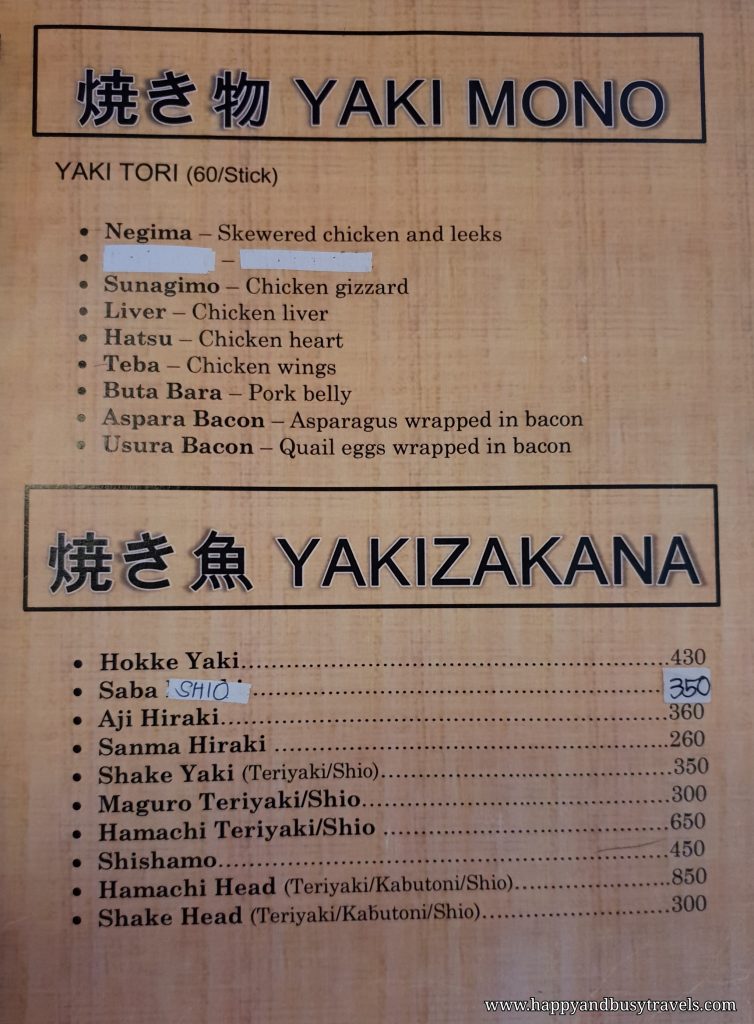 焼き物 YAKI MONO
YAKI TORI (60/Stick)
• Negima – Skewered chicken and leeks
• –
• Sunagimo – Chicken gizzard
• Liver – Chicken liver
• Hatsu – Chicken heart
• Teba – Chicken wings
• Buta Bara – Pork belly
• Aspara Bacon – Asparagus wrapped in bacon
• Usura Bacon – Quail eggs wrapped in bacon
焼き魚 YAKIZAKANA
• Hokke Yaki....................430
• Saba SHIO....................350
• Aji Hiraki....................360
• Sanma Hiraki ....................260
• Shake Yaki (Teriyaki/Shio)....................350
• Maguro Teriyaki/Shio....................300
• Hamachi Teriyaki/Shio ....................650
• Shishamo....................450
• Hamachi Head (Teriyaki/Kabutoni/Shio)....................850
• Shake Head (Teriyaki/Kabutoni/Shio)....................300
www.happyandbusytravels.com